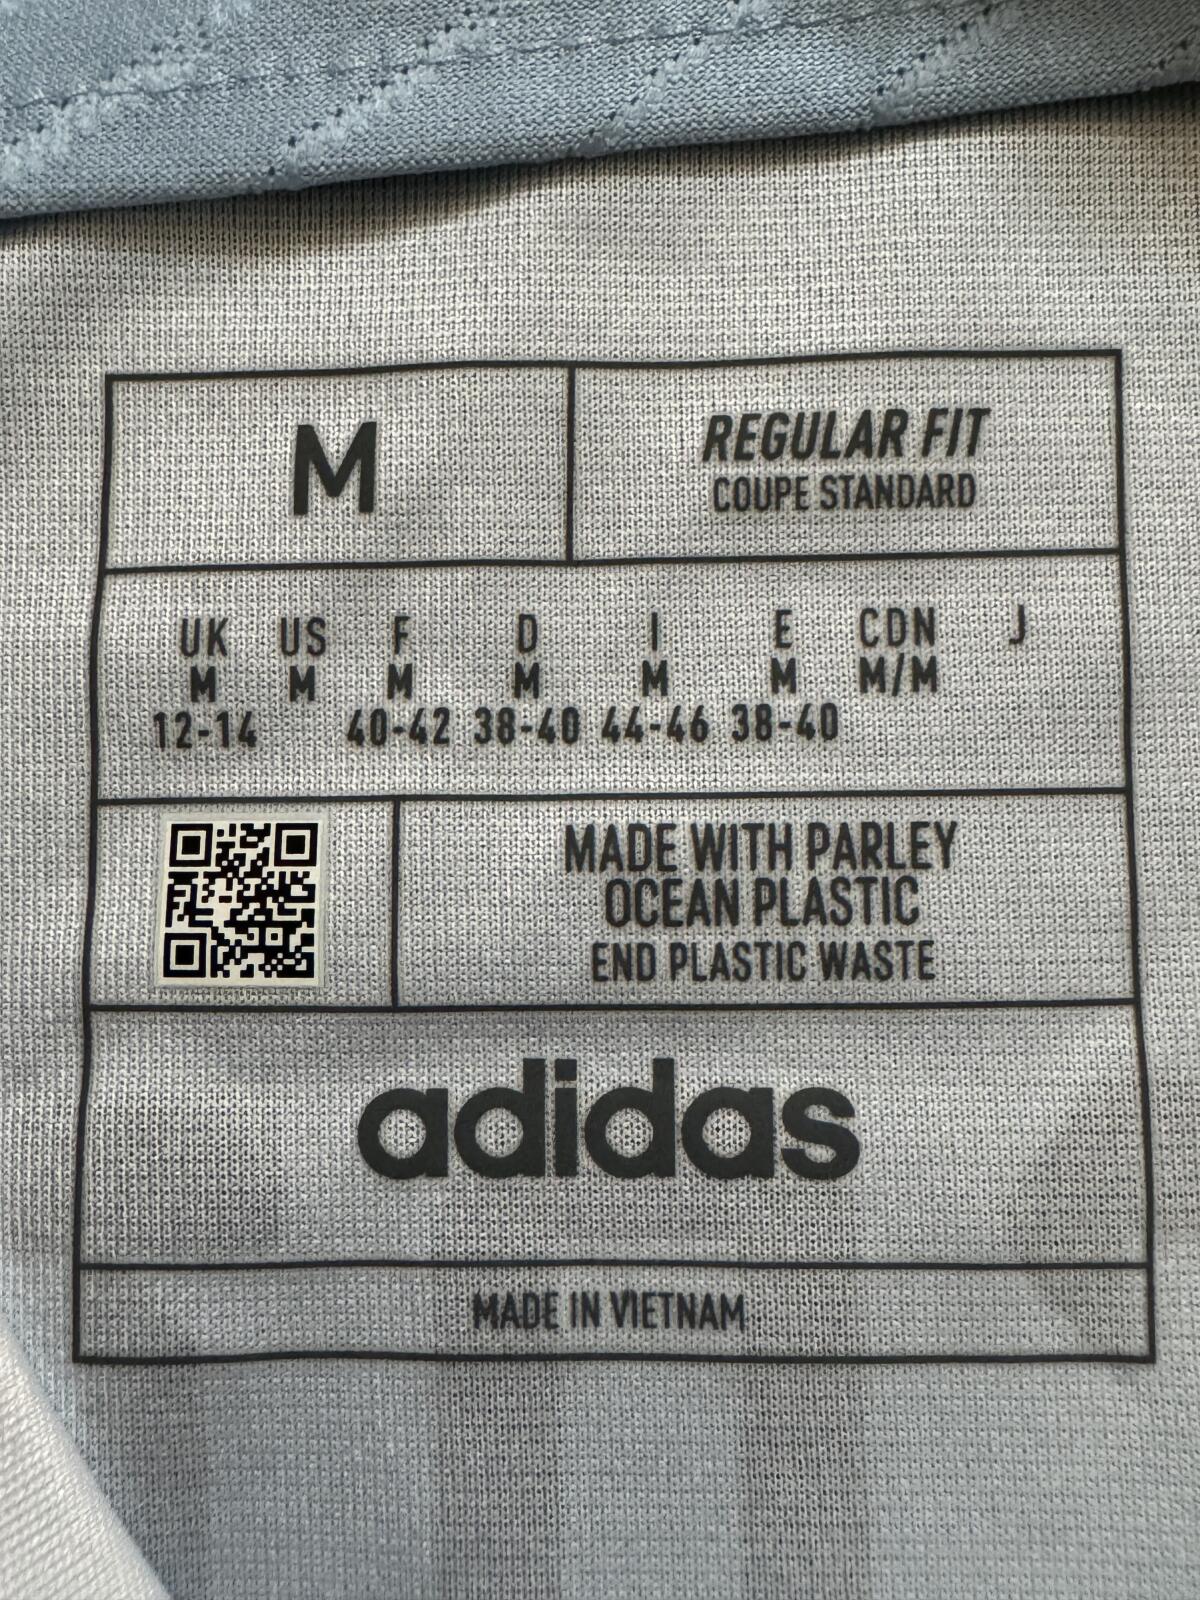 M
REGULAR FIT
COUPE STANDARD
UK US F D I E CDN J
M M M M M M M/M
12-14 40-42 38-40 44-46 38-40
MADE WITH PARLEY
OCEAN PLASTIC
END PLASTIC WASTE
adidas
MADE IN VIETNAM